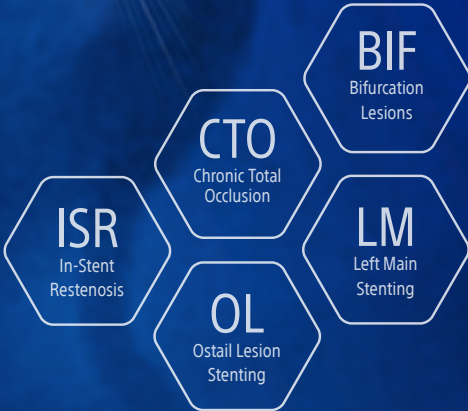 BIF
Bifurcation
Lesions
CTO
Chronic Total
Occlusion
ISR
In-Stent
Restenosis
LM
Left Main
Stenting
OL
Ostail Lesion
Stenting